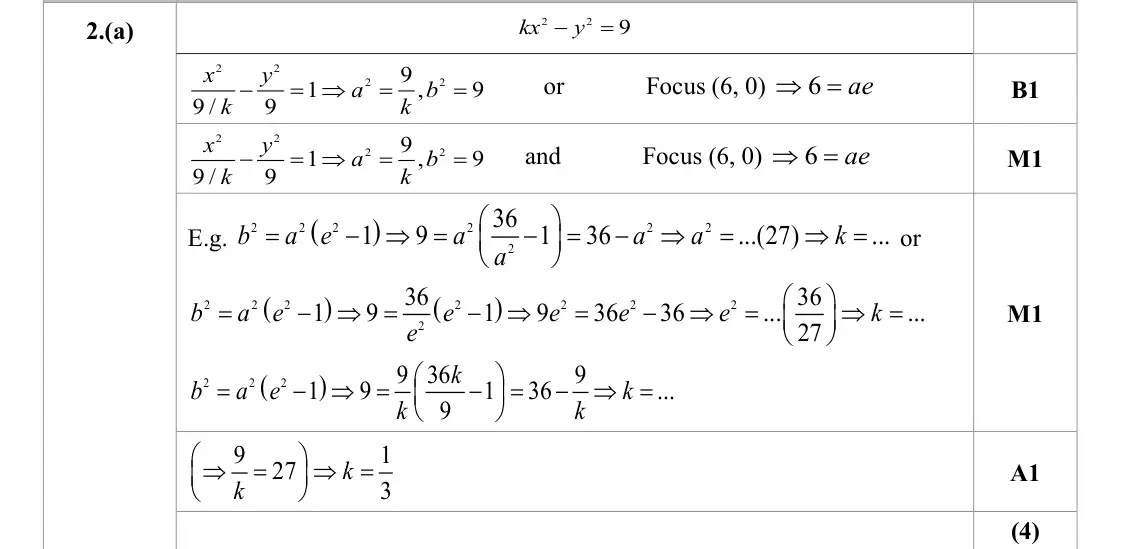 2.(a)
kx² − y² = 9
x²/(9/k) − y²/9 = 1 ⇒ a² = 9/k, b² = 9 or Focus (6, 0) ⇒ 6 = ae B1
x²/(9/k) − y²/9 = 1 ⇒ a² = 9/k, b² = 9 and Focus (6, 0) ⇒ 6 = ae M1
E.g. b² = a²(e² − 1) ⇒ 9 = a²(36/a² − 1) = 36 − a² ⇒ a² = ...(27) ⇒ k = ... or
b² = a²(e² − 1) ⇒ 9 = 36/e² (e² − 1) ⇒ 9e² = 36e² − 36 ⇒ e² = ...(36/27) ⇒ k = ... M1
b² = a²(e² − 1) ⇒ 9 = 9/k (36k/9 − 1) = 36 − 9/k ⇒ k = ...
(⇒ 9/k = 27) ⇒ k = 1/3 A1
(4)